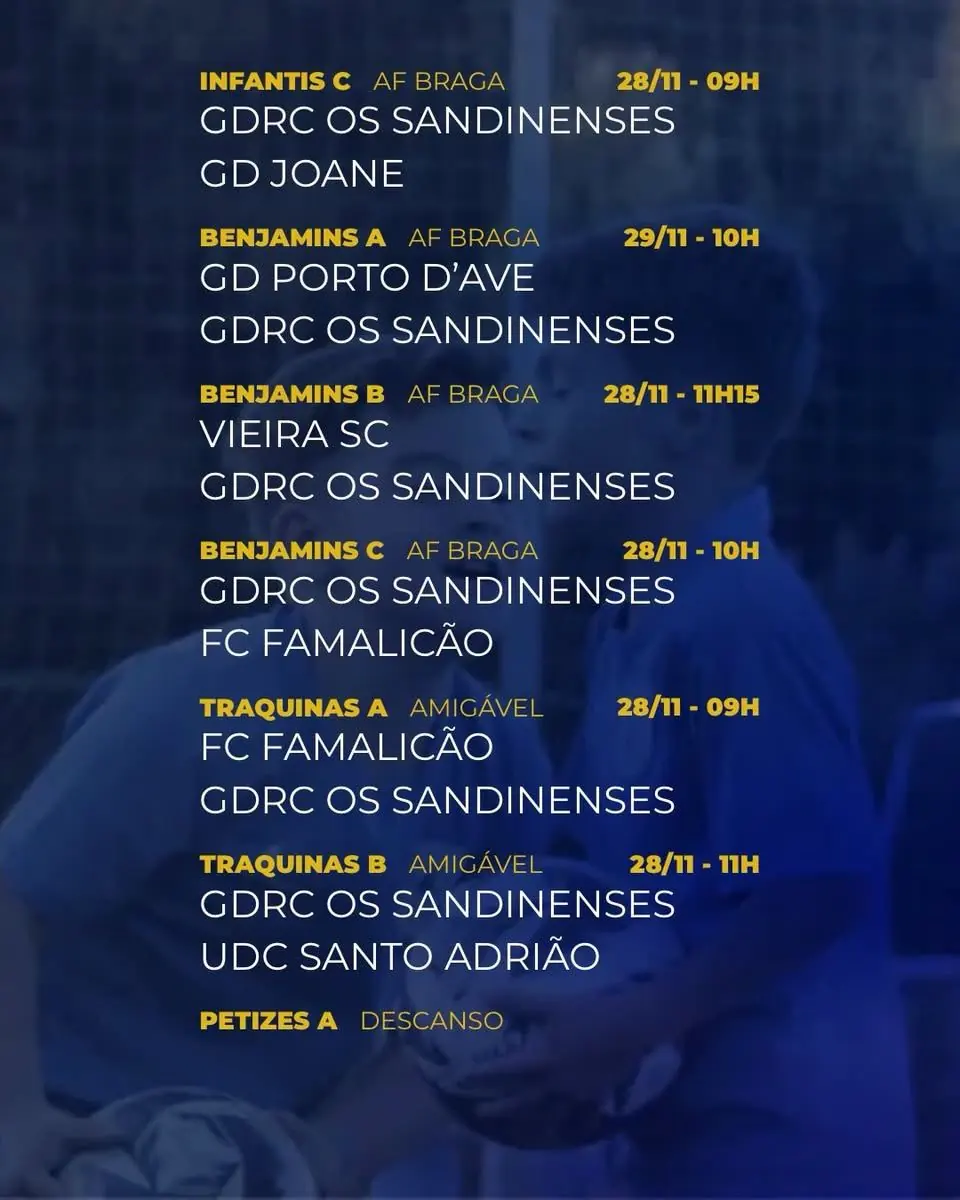 INFANTIS C AF BRAGA 28/11 - 09H
GDRC OS SANDINENSES
GD JOANE
BENJAMINS A AF BRAGA 29/11 - 10H
GD PORTO D’AVE
GDRC OS SANDINENSES
BENJAMINS B AF BRAGA 28/11 - 11H15
VIEIRA SC
GDRC OS SANDINENSES
BENJAMINS C AF BRAGA 28/11 - 10H
GDRC OS SANDINENSES
FC FAMALICÃO
TRAQUINAS A AMIGÁVEL 28/11 - 09H
FC FAMALICÃO
GDRC OS SANDINENSES
TRAQUINAS B AMIGÁVEL 28/11 - 11H
GDRC OS SANDINENSES
UDC SANTO ADRIÃO
PETIZES A DESCANSO